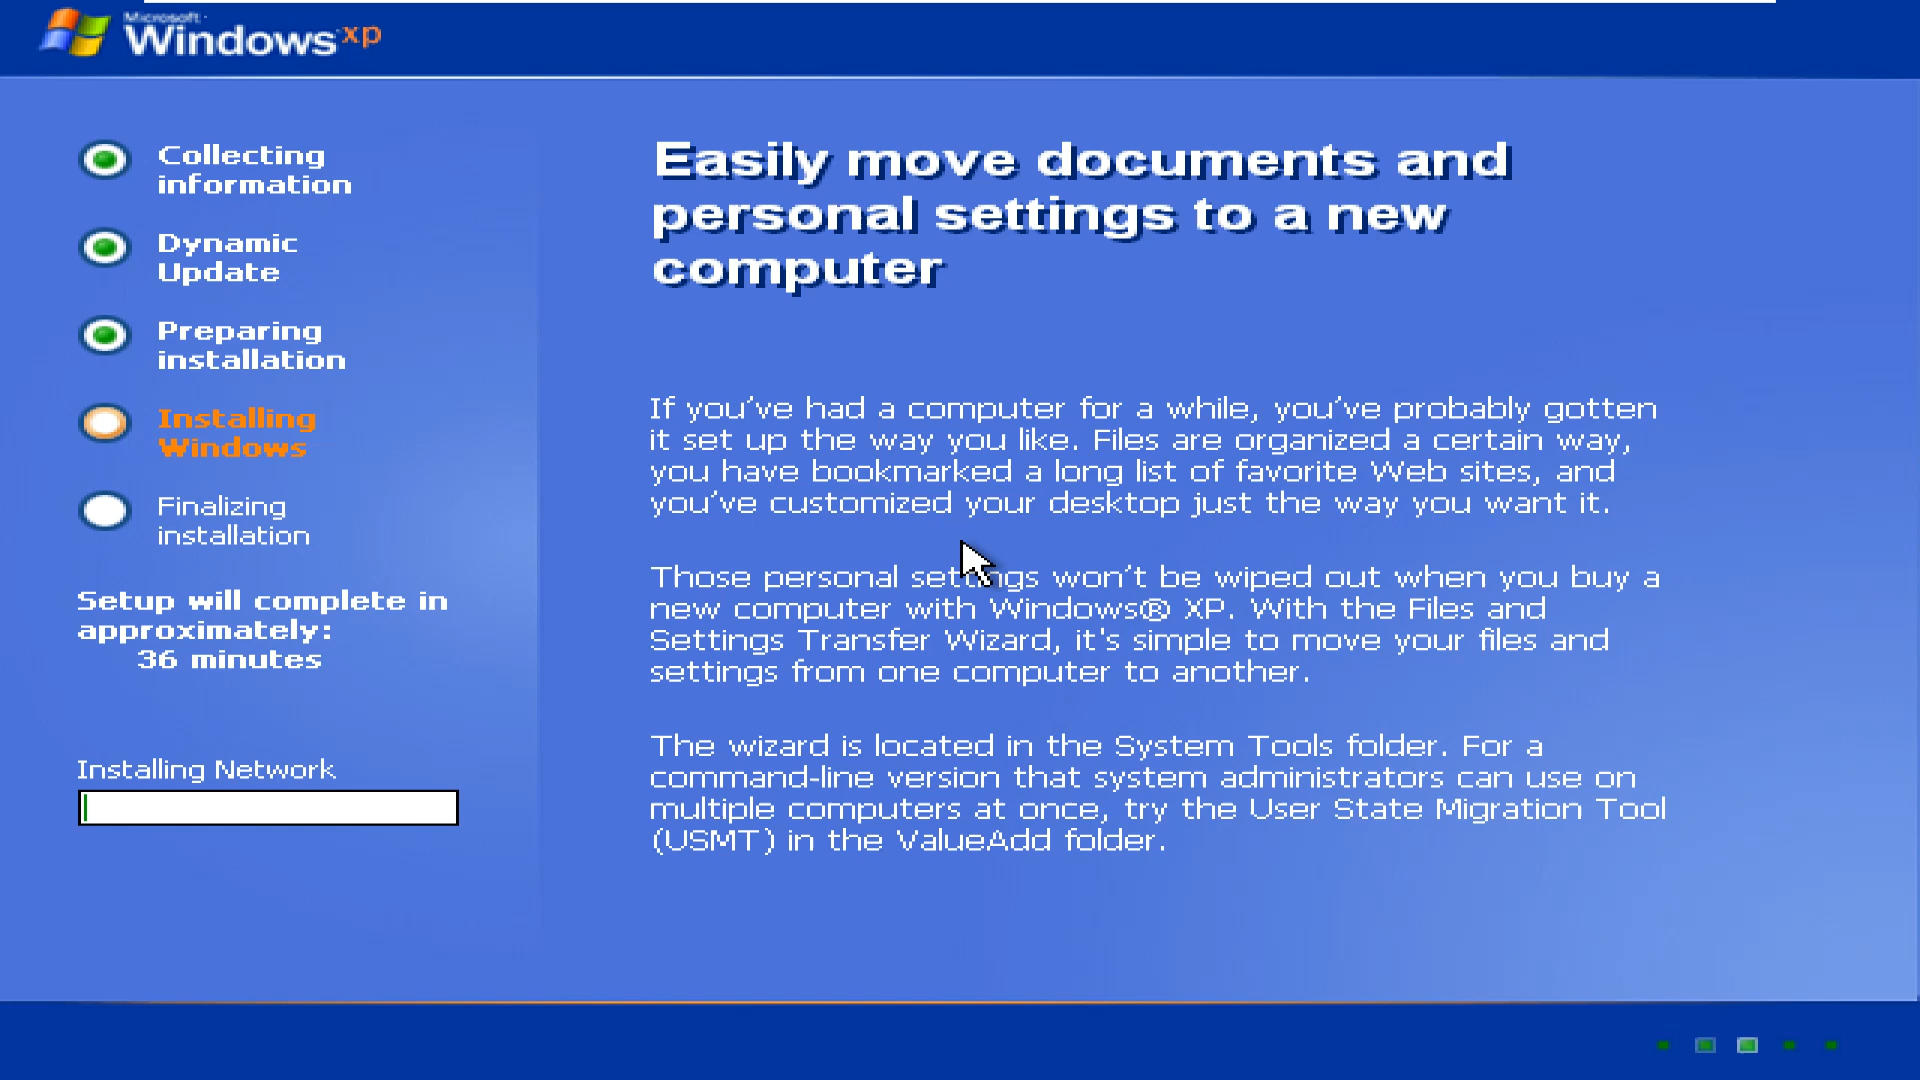 Microsoft
Windows xp
Collecting
information
Dynamic
Update
Preparing
installation
Installing
Windows
Finalizing
installation
Setup will complete in
approximately:
36 minutes
Installing Network
Easily move documents and
personal settings to a new
computer
If you've had a computer for a while, you've probably gotten
it set up the way you like. Files are organized a certain way,
you have bookmarked a long list of favorite Web sites, and
you've customized your desktop just the way you want it.
Those personal settings won't be wiped out when you buy a
new computer with Windows® XP. With the Files and
Settings Transfer Wizard, it's simple to move your files and
settings from one computer to another.
The wizard is located in the System Tools folder. For a
command-line version that system administrators can use on
multiple computers at once, try the User State Migration Tool
(USMT) in the ValueAdd folder.